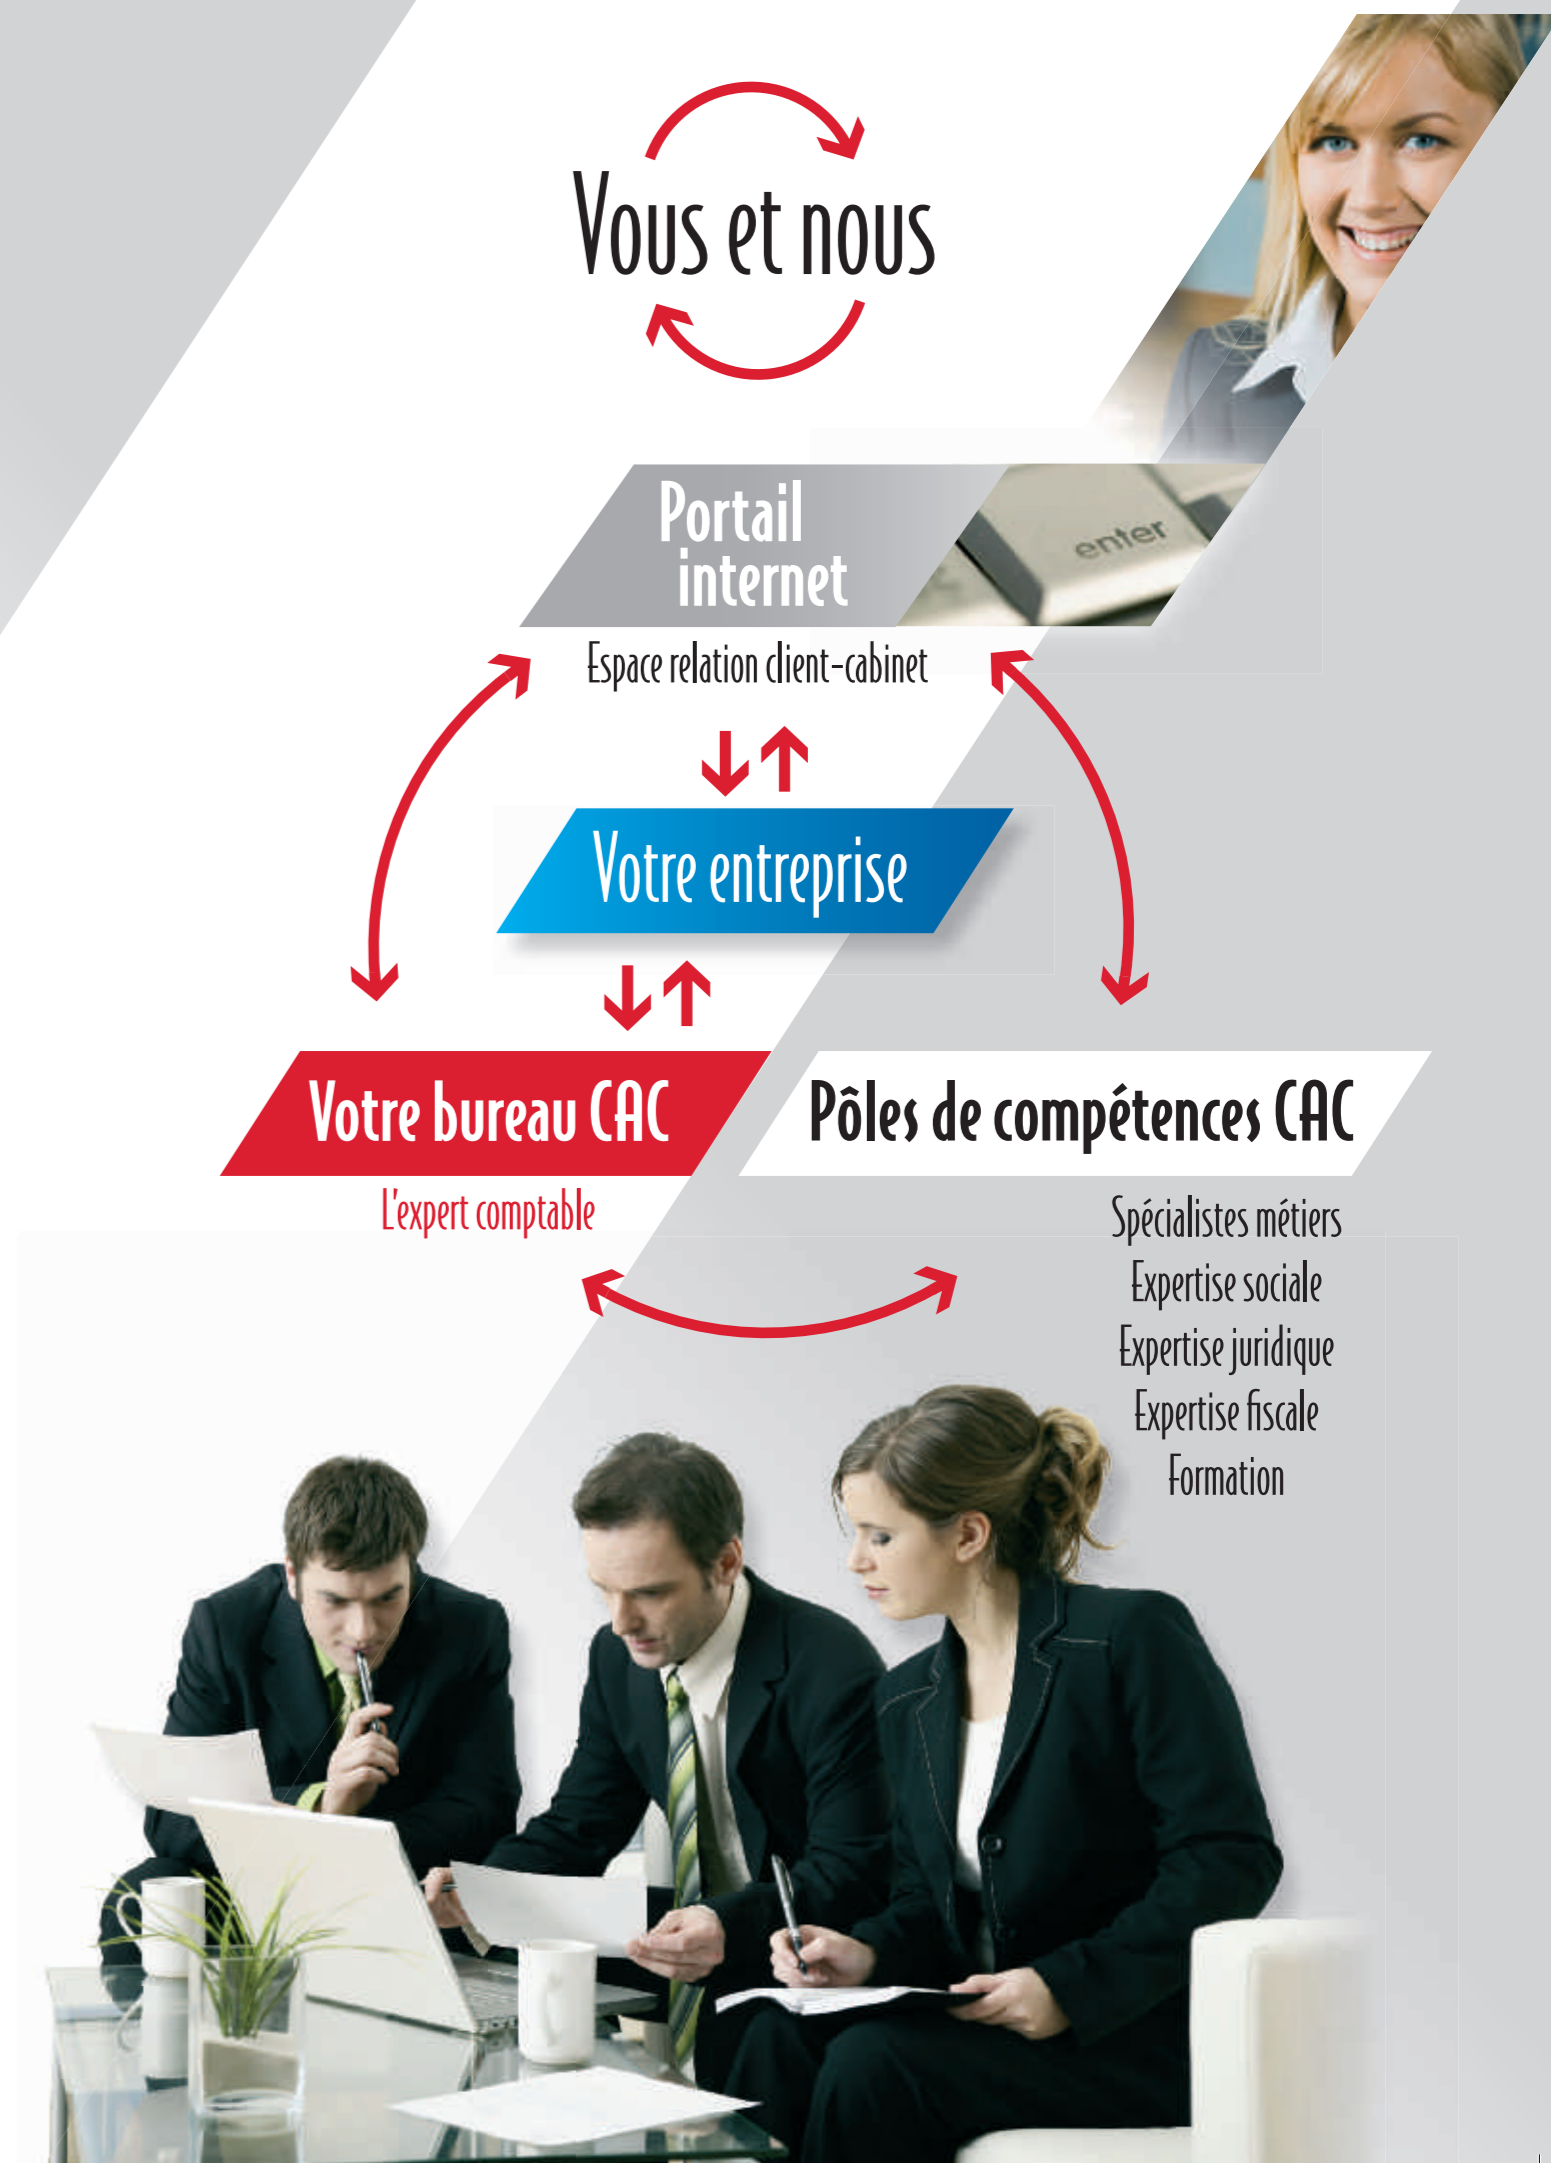 Vous et nous
Portail
internet
enter
Espace relation client-cabinet
Votre entreprise
Votre bureau CAC
L'expert comptable
Pôles de compétences CAC
Spécialistes métiers
Expertise sociale
Expertise juridique
Expertise fiscale
Formation